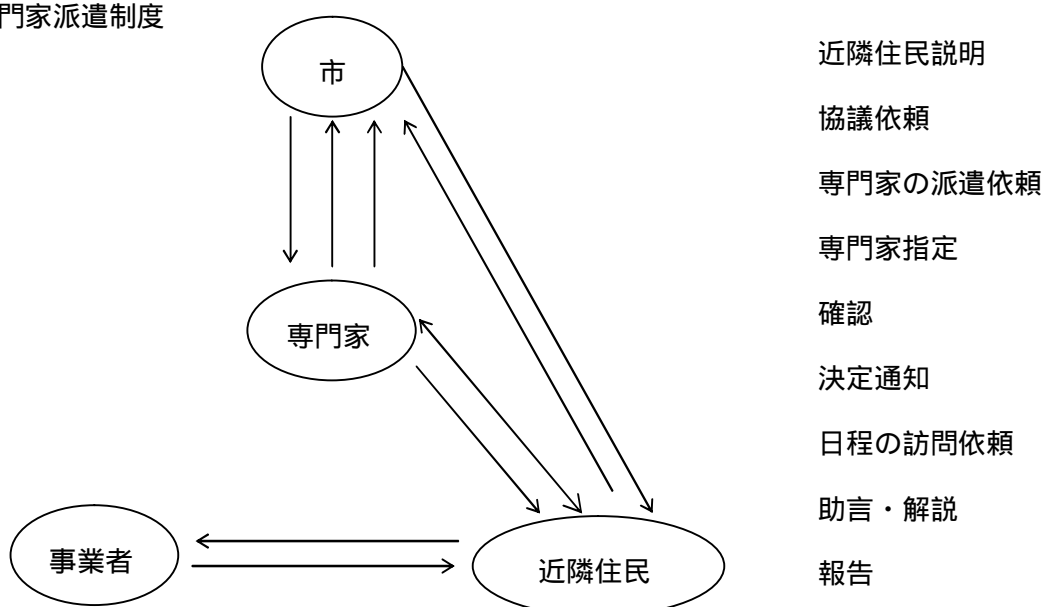 門家派遣制度
市
近隣住民説明
協議依頼
専門家の派遣依頼
専門家指定
確認
専門家
決定通知
日程の訪問依頼
助言・解説
事業者
近隣住民
報告